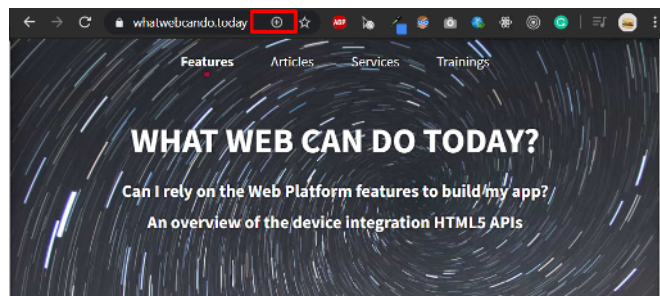 whatwebcando.today
ABP
Features Articles Services Trainings
WHAT WEB CAN DO TODAY?
Can I rely on the Web Platform features to build my app?
An overview of the device integration HTML5 APIs